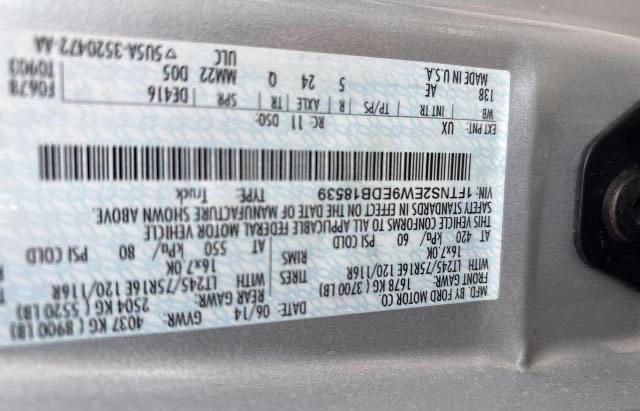 MFD. BY FORD MOTOR CO.
DATE: 06/14 GVWR: 4037 KG ( 8900 LB)
FRONT GAWR: 1678 KG ( 3700 LB) REAR GAWR: 2504 KG ( 5520 LB)
WITH LT245/75R16E 120/116R TIRES WITH LT245/75R16E 120/116R
16x7.0K RIMS 16x7.0K
AT 420 kPa/ 60 PSI COLD AT 550 kPa/ 80 PSI COLD
THIS VEHICLE CONFORMS TO ALL APPLICABLE FEDERAL MOTOR VEHICLE
SAFETY STANDARDS IN EFFECT ON THE DATE OF MANUFACTURE SHOWN ABOVE.
VIN: 1FTNS2EW9EDB18539 TYPE: Truck
EXT PNT: UX RC: 11 DSO:
WB INT TR TP/PS R AXLE TR SPR DE416 F0678
138 AE 5 24 Q MM22 D05 T0903
MADE IN U.S.A. ULC 5U5A-3520472 AA